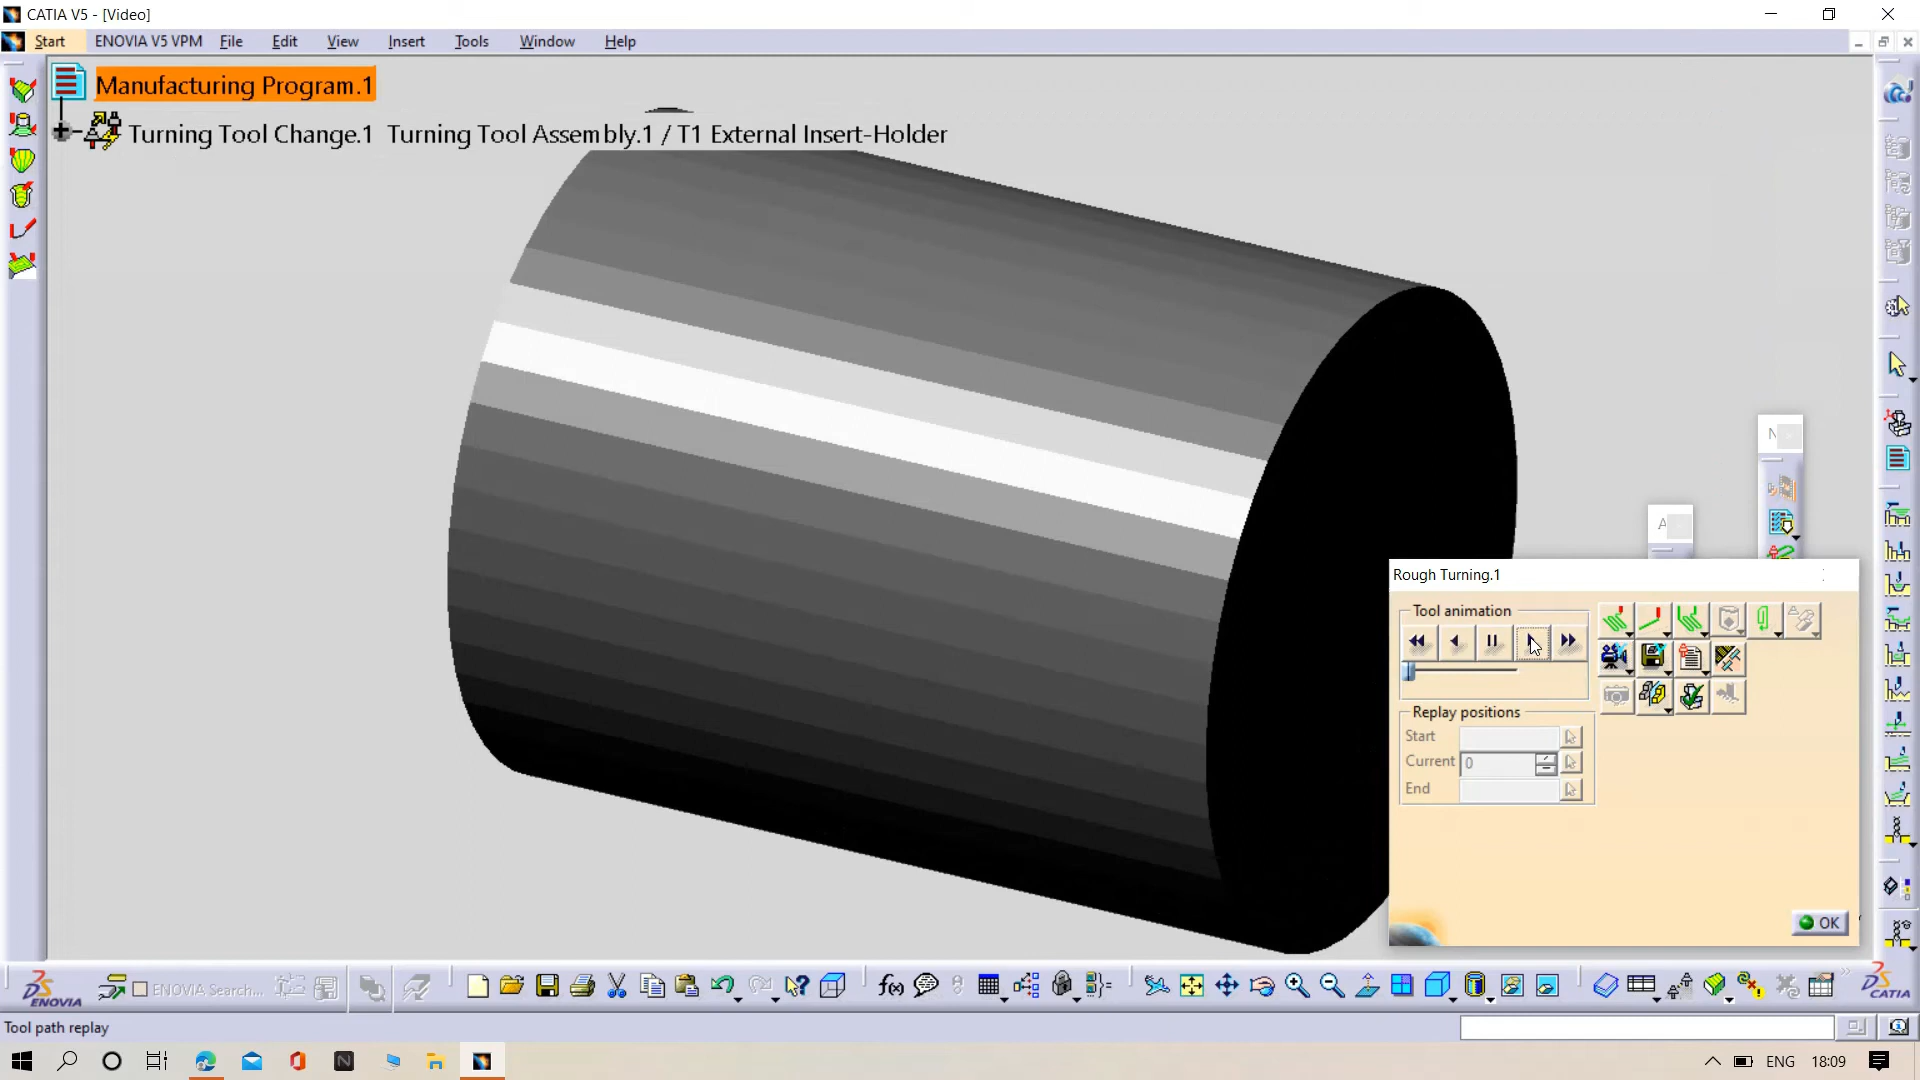 CATIA V5 - [Video]
Start ENOVIA V5 VPM File Edit View Insert Tools Window Help
Manufacturing Program.1
Turning Tool Change.1 Turning Tool Assembly.1 / T1 External Insert-Holder
N
A
Rough Turning.1
Tool animation
Replay positions
Start
Current 0
End
OK
ENOVIA
ENOVIA Search...
f(x)
CATIA
Tool path replay
ENG 18:09